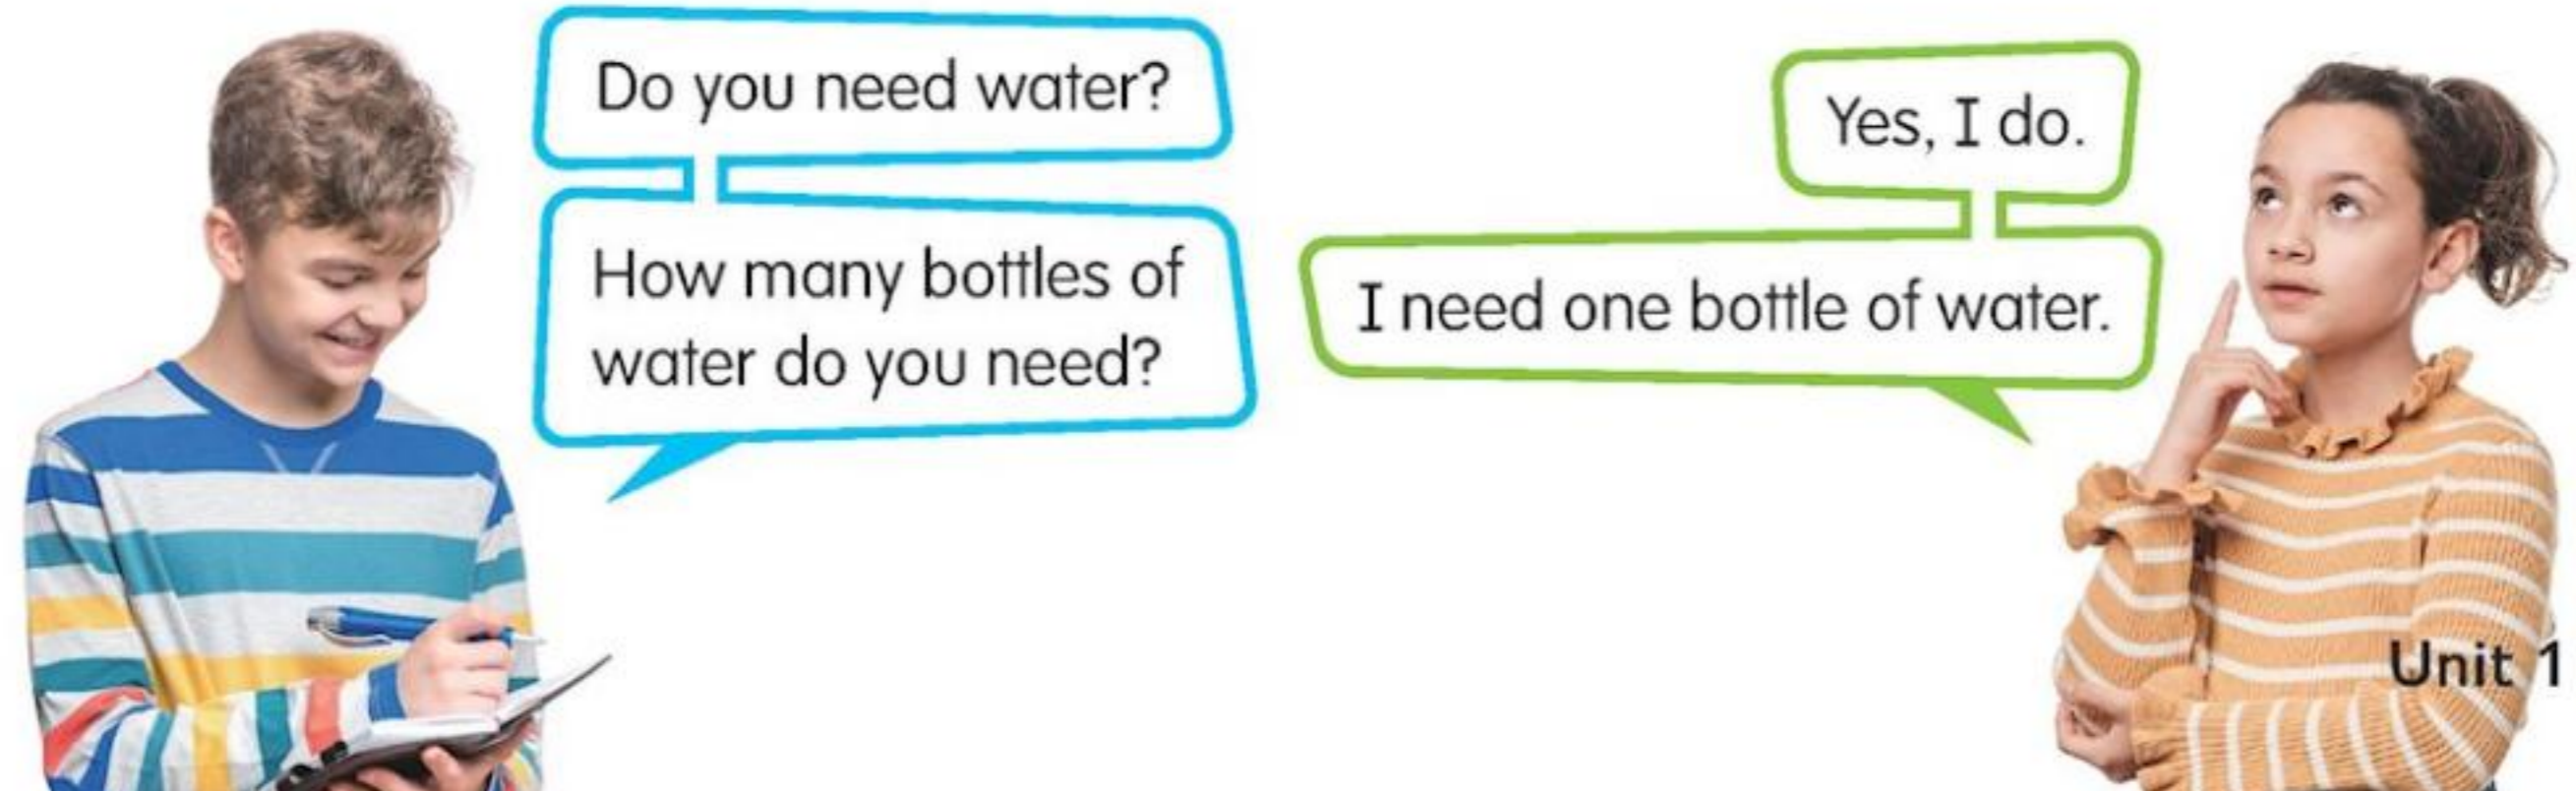 Do you need water?
How many bottles of
water do you need?
Yes, I do.
I need one bottle of water.
Unit 1